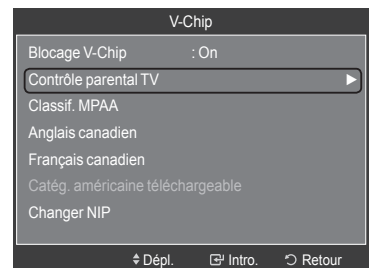 V-Chip
Blocage V-Chip : On
Contrôle parental TV
Classif. MPAA
Anglais canadien
Français canadien
Catég. américaine téléchargeable
Changer NIP
Dépl. Intro. Retour